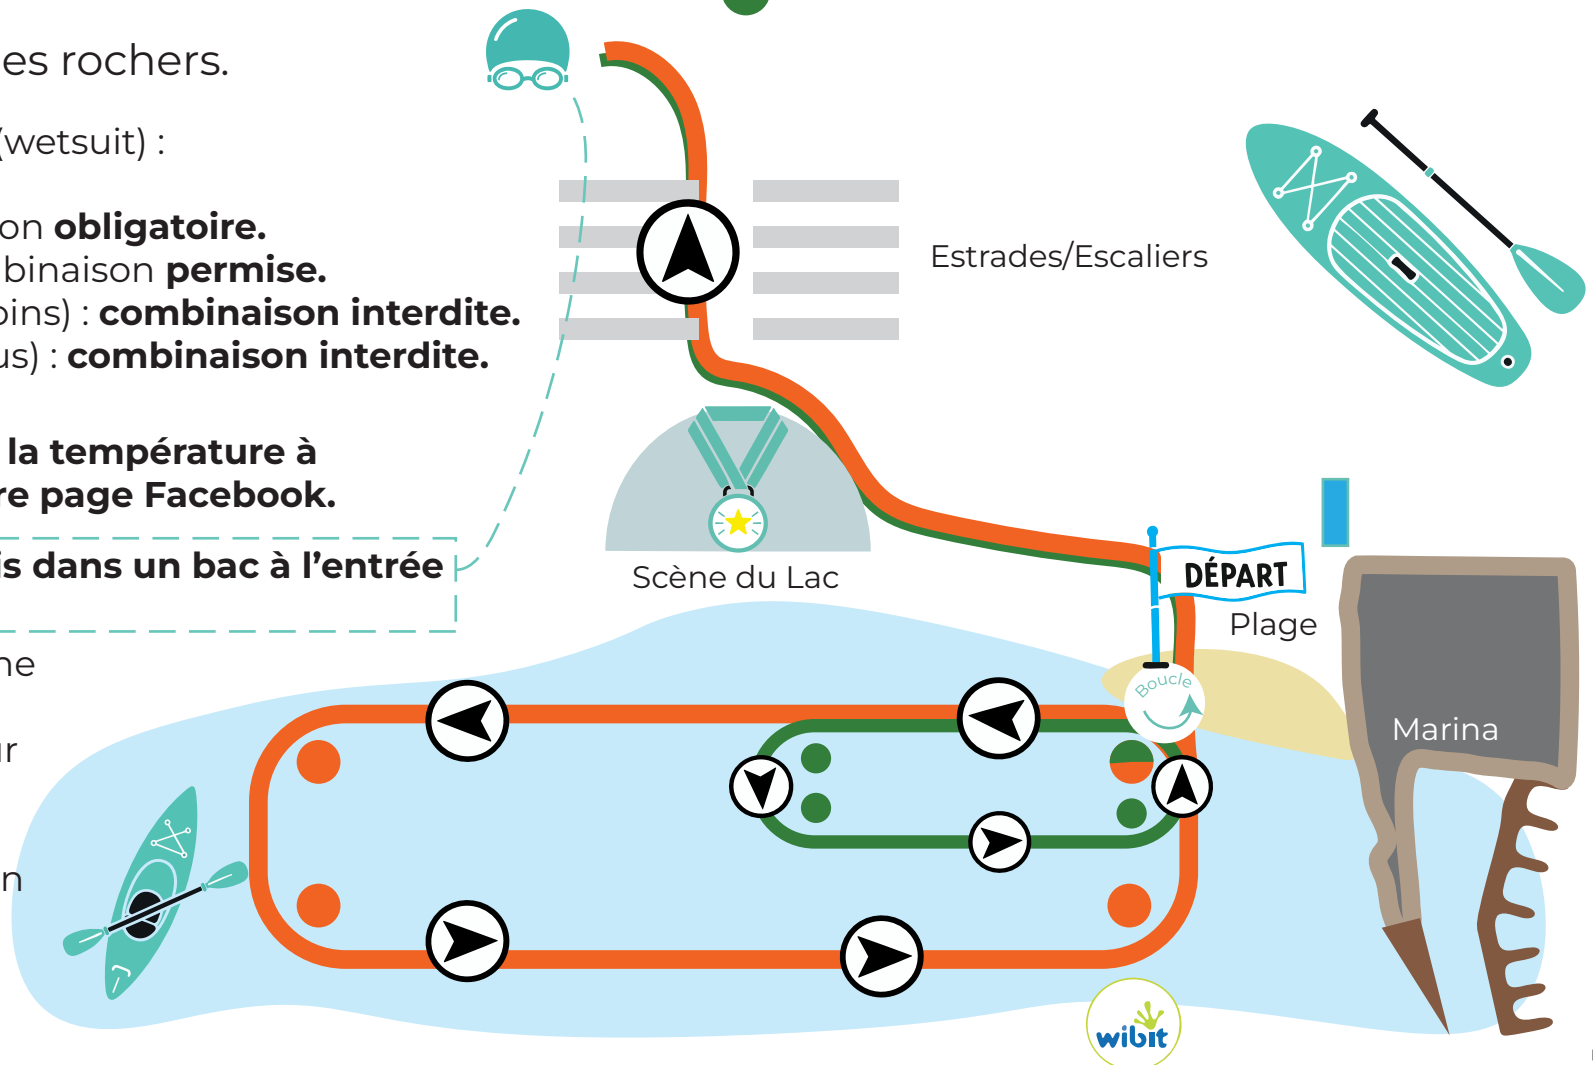 es rochers.
(wetsuit) :
on obligatoire.
binaison permise.
oins) : combinaison interdite.
us) : combinaison interdite.
la température à
re page Facebook.
is dans un bac à l'entrée
ne
ur
n
Estrades/Escaliers
Scène du Lac
DÉPART
Plage
Boucle
Marina
wibit